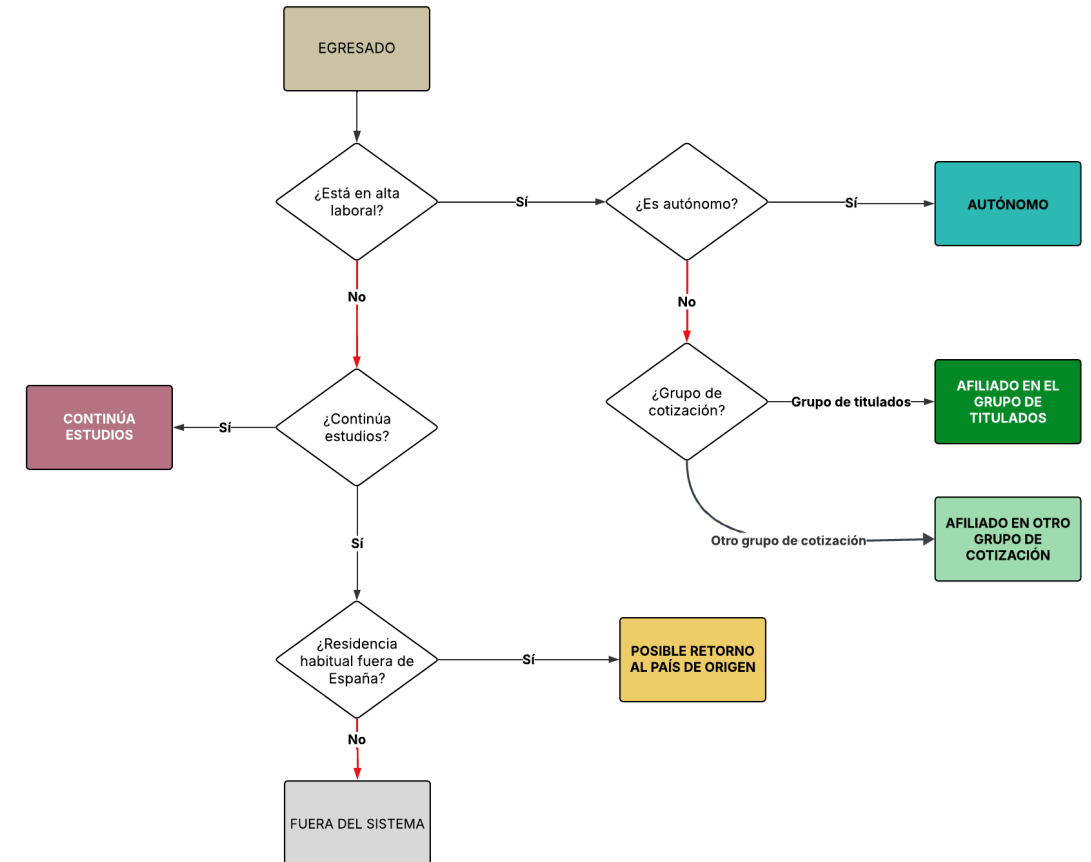 EGRESADO
¿Está en alta
laboral?
Sí
¿Es autónomo?
Sí
AUTÓNOMO
No
No
¿Grupo de
cotización?
Grupo de titulados
AFILIADO EN EL
GRUPO DE
TITULADOS
CONTINÚA
ESTUDIOS
Sí
¿Continúa
estudios?
Otro grupo de cotización
AFILIADO EN OTRO
GRUPO DE
COTIZACIÓN
Sí
¿Residencia
habitual fuera de
España?
Sí
POSIBLE RETORNO
AL PAÍS DE ORIGEN
No
FUERA DEL SISTEMA